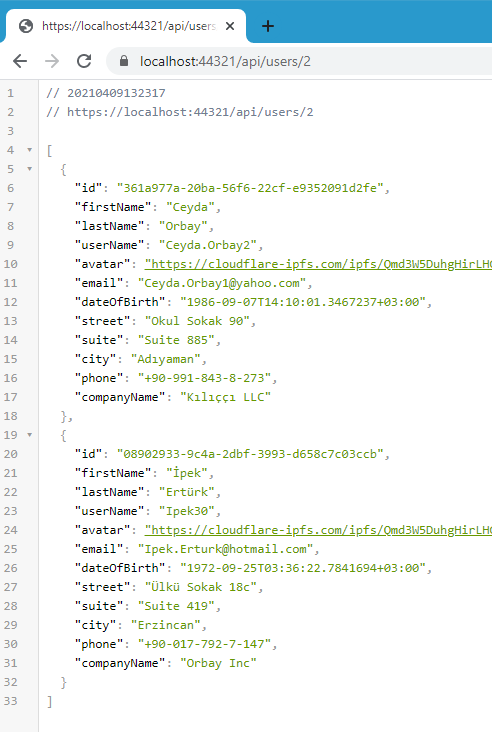 https://localhost:44321/api/users
https://localhost:44321/api/users/2
1 // 20210409132317
2 // https://localhost:44321/api/users/2
3
4 [
5 {
6 "id": "361a977a-20ba-56f6-22cf-e9352091d2fe",
7 "firstName": "Ceyda",
8 "lastName": "Orbay",
9 "userName": "Ceyda.Orbay2",
10 "avatar": "https://cloudflare-ipfs.com/ipfs/Qmd3W5DuhgHirLH
11 "email": "Ceyda.Orbay1@yahoo.com",
12 "dateOfBirth": "1986-09-07T14:10:01.3467237+03:00",
13 "street": "Okul Sokak 90",
14 "suite": "Suite 885",
15 "city": "Adıyaman",
16 "phone": "+90-991-843-8-273",
17 "companyName": "Kılıççı LLC"
18 },
19 {
20 "id": "08902933-9c4a-2dbf-3993-d658c7c03ccb",
21 "firstName": "İpek",
22 "lastName": "Ertürk",
23 "userName": "Ipek30",
24 "avatar": "https://cloudflare-ipfs.com/ipfs/Qmd3W5DuhgHirLH
25 "email": "Ipek.Erturk@hotmail.com",
26 "dateOfBirth": "1972-09-25T03:36:22.7841694+03:00",
27 "street": "Ülkü Sokak 18c",
28 "suite": "Suite 419",
29 "city": "Erzincan",
30 "phone": "+90-017-792-7-147",
31 "companyName": "Orbay Inc"
32 }
33 ]